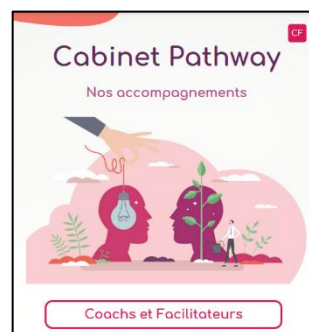 CF
Cabinet Pathway
Nos accompagnements
Coachs et Facilitateurs